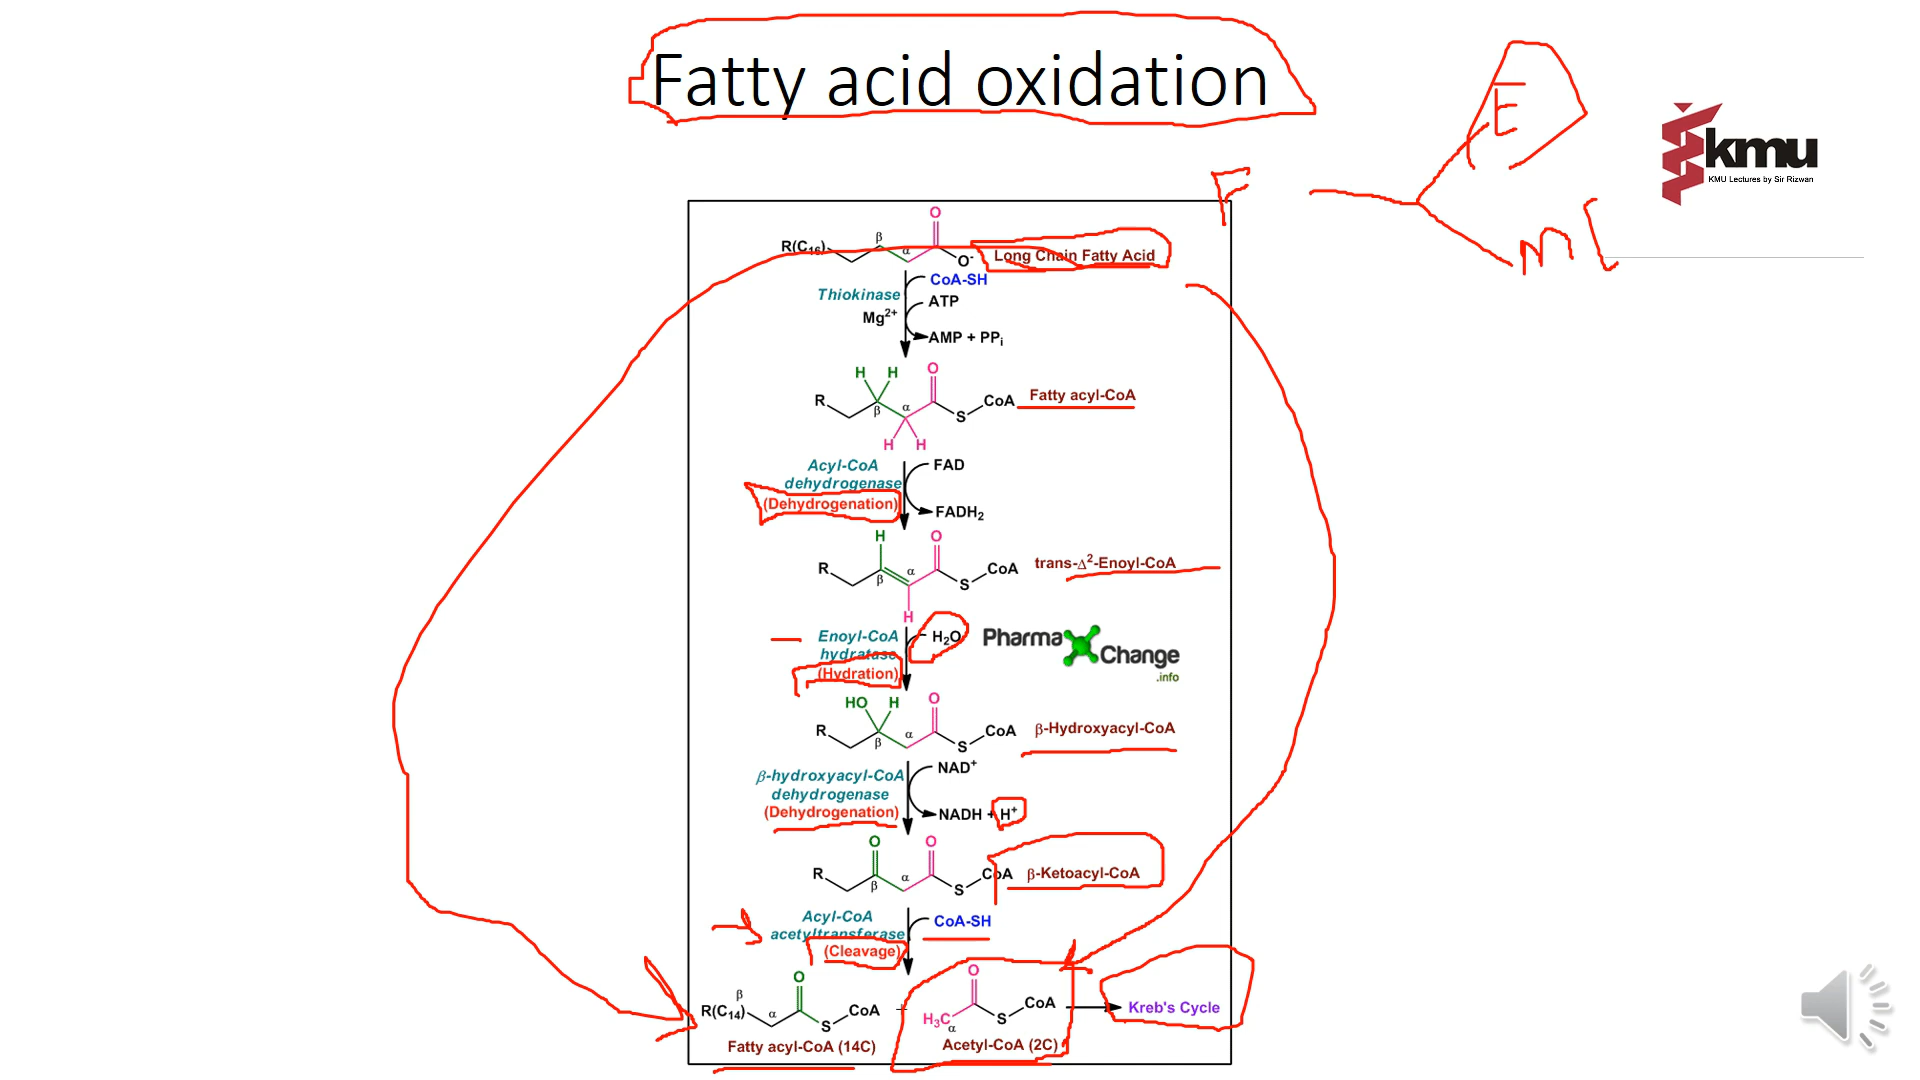 Fatty acid oxidation
E
kmu
KMU Lectures by Sir Rizwan
F
m
O
β
R(C16)
α
O-
Long Chain Fatty Acid
CoA-SH
Thiokinase
ATP
Mg2+
AMP + PPi
H H O
R
β
α
S
CoA
Fatty acyl-CoA
H H
Acyl-CoA
dehydrogenase
(Dehydrogenation)
FAD
FADH2
H O
R
β
α
S
CoA
trans-Δ2-Enoyl-CoA
H
Enoyl-CoA
hydratase
(Hydration)
H2O
Pharma
Change
.info
HO H O
R
β
α
S
CoA
β-Hydroxyacyl-CoA
β-hydroxyacyl-CoA
dehydrogenase
(Dehydrogenation)
NAD+
NADH + H+
O O
R
β
α
S
CoA
β-Ketoacyl-CoA
Acyl-CoA
acetyltransferase
(Cleavage)
CoA-SH
O
β
R(C14)
α
S
CoA
+
O
H3C
α
S
CoA
Kreb's Cycle
Fatty acyl-CoA (14C)
Acetyl-CoA (2C)